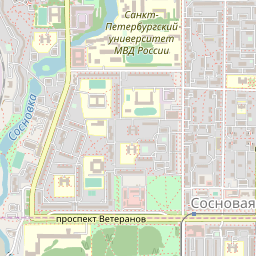 Санкт-
Петербургский-
университет
МВД России
Сосновка
Сосновая
проспект Ветеранов